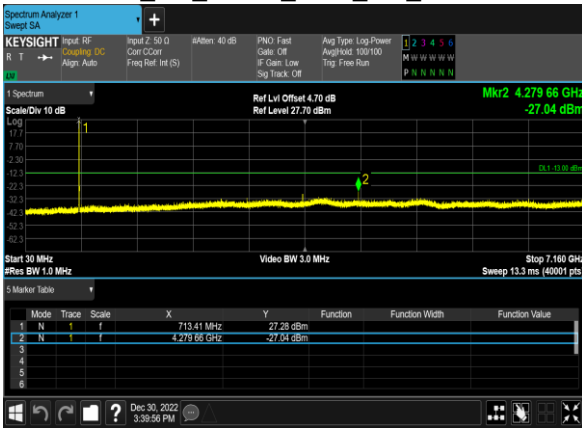 Spectrum Analyzer 1
Swept SA
+
KEYSIGHT Input: RF Input Z: 50 Ω #Atten: 40 dB PNO: Fast Avg Type: Log-Power 1 2 3 4 5 6
R T Coupling: DC Corr CCorr Gate: Off Avg|Hold: 100/100 M W W W W W
Align: Auto Freq Ref: Int (S) IF Gain: Low Trig: Free Run
LXI Sig Track: Off P N N N N N
1 Spectrum Ref Lvl Offset 4.70 dB Mkr2 4.279 66 GHz
Scale/Div 10 dB Ref Level 27.70 dBm -27.04 dBm
Log
17.7
7.70
-2.30
-12.3
-22.3
-32.3
-42.3
-52.3
-62.3
1
2
DL1 -13.00 dBm
Start 30 MHz Video BW 3.0 MHz Stop 7.160 GHz
#Res BW 1.0 MHz Sweep 13.3 ms (40001 pts
5 Marker Table
Mode Trace Scale X Y Function Function Width Function Value
1 N 1 f 713.41 MHz 27.28 dBm
2 N 1 f 4.279 66 GHz -27.04 dBm
3
4
5
6
? Dec 30, 2022
3:39:56 PM